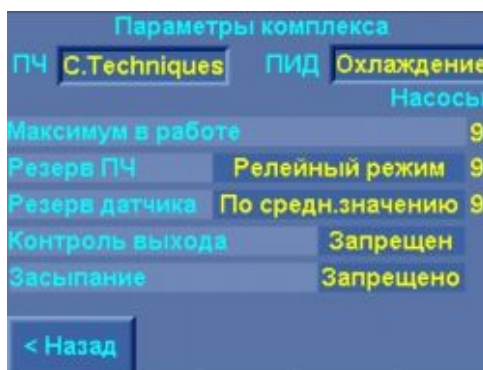 Параметры комплекса
ПЧ C.Techniques ПИД Охлаждение
Насосы
Максимум в работе 9
Резерв ПЧ Релейный режим 9
Резерв датчика По средн.значению 9
Контроль выхода Запрещен
Засыпание Запрещено
< Назад